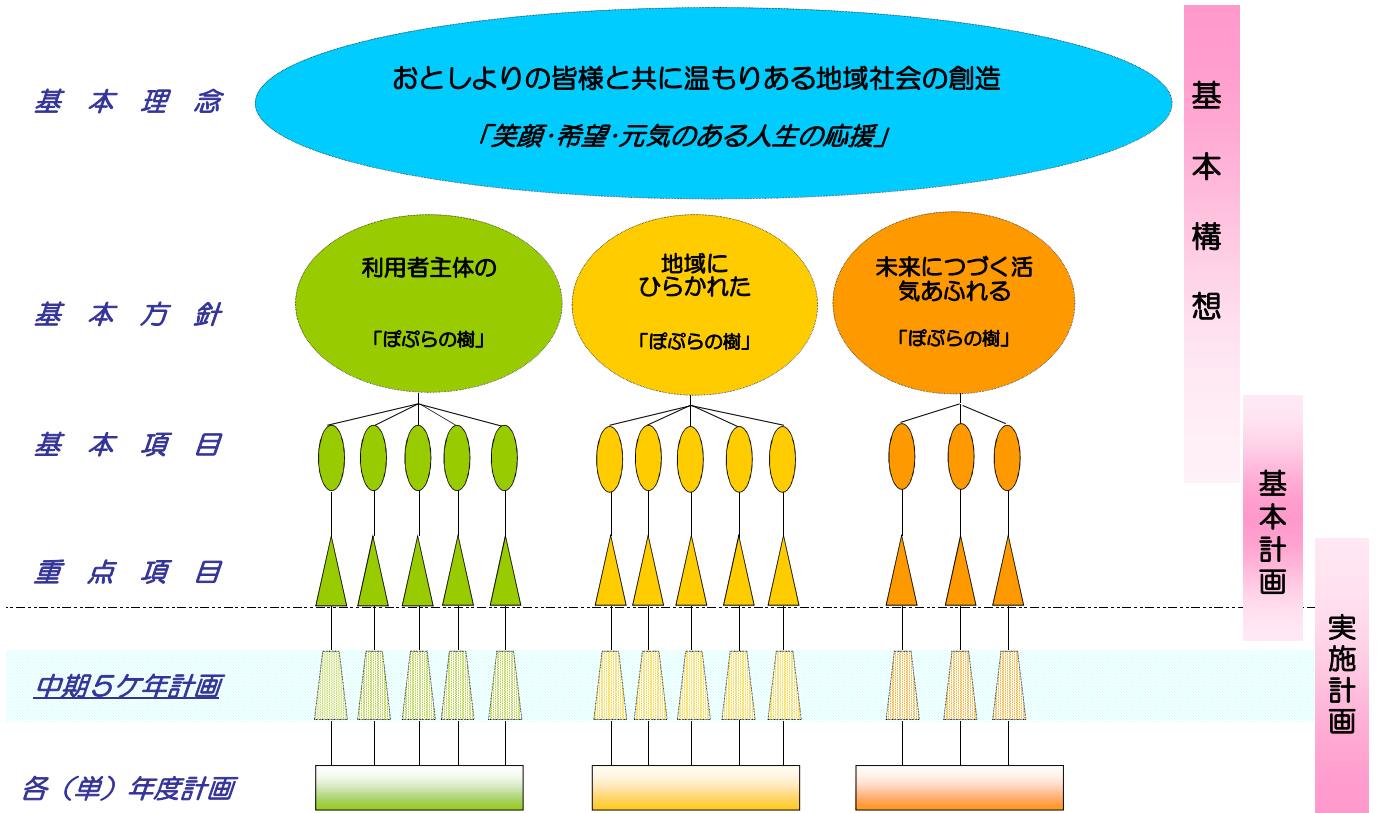 基本理念
おとしよりの皆様と共に温もりある地域社会の創造
「笑顔・希望・元気のある人生の応援」
基本構想
基本方針
利用者主体の
「ぽぷらの樹」
地域に
ひらかれた
「ぽぷらの樹」
未来につづく活
気あふれる
「ぽぷらの樹」
基本項目
基本計画
重点項目
実施計画
中期5ケ年計画
各(単)年度計画